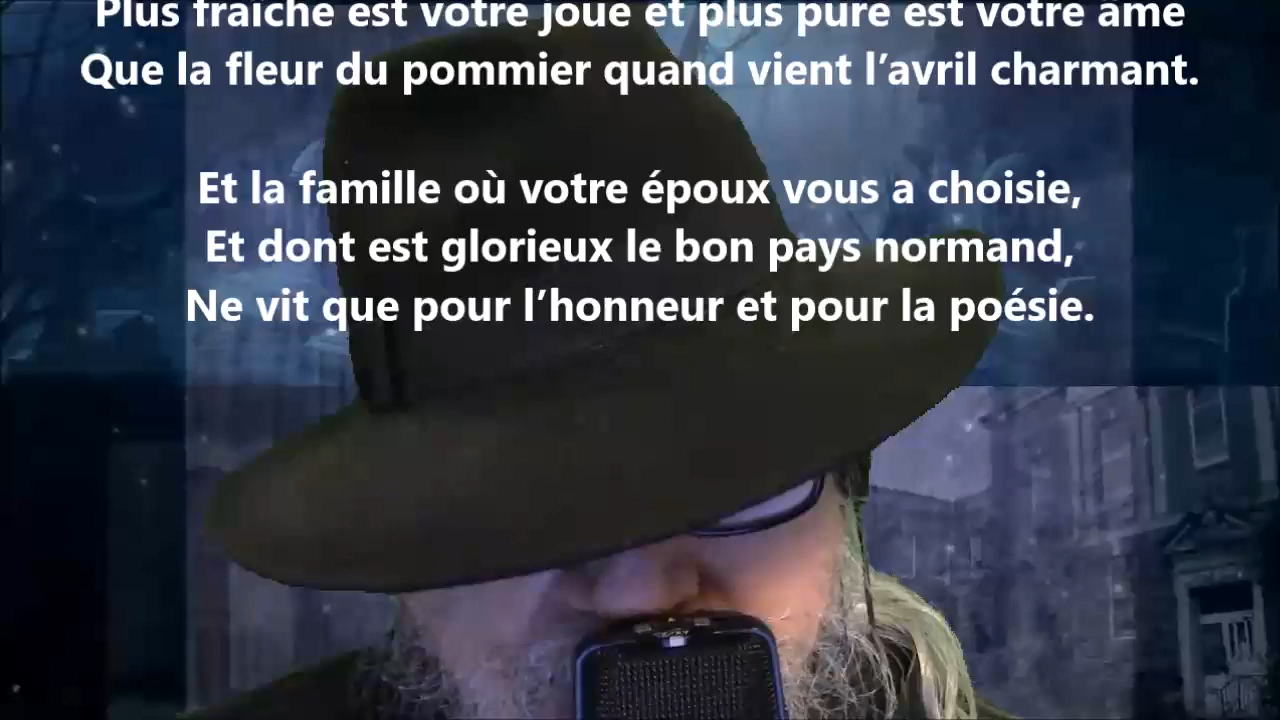 Plus fraîche est votre joue et plus pure est votre âme
Que la fleur du pommier quand vient l’avril charmant.
Et la famille où votre époux vous a choisie,
Et dont est glorieux le bon pays normand,
Ne vit que pour l’honneur et pour la poésie.